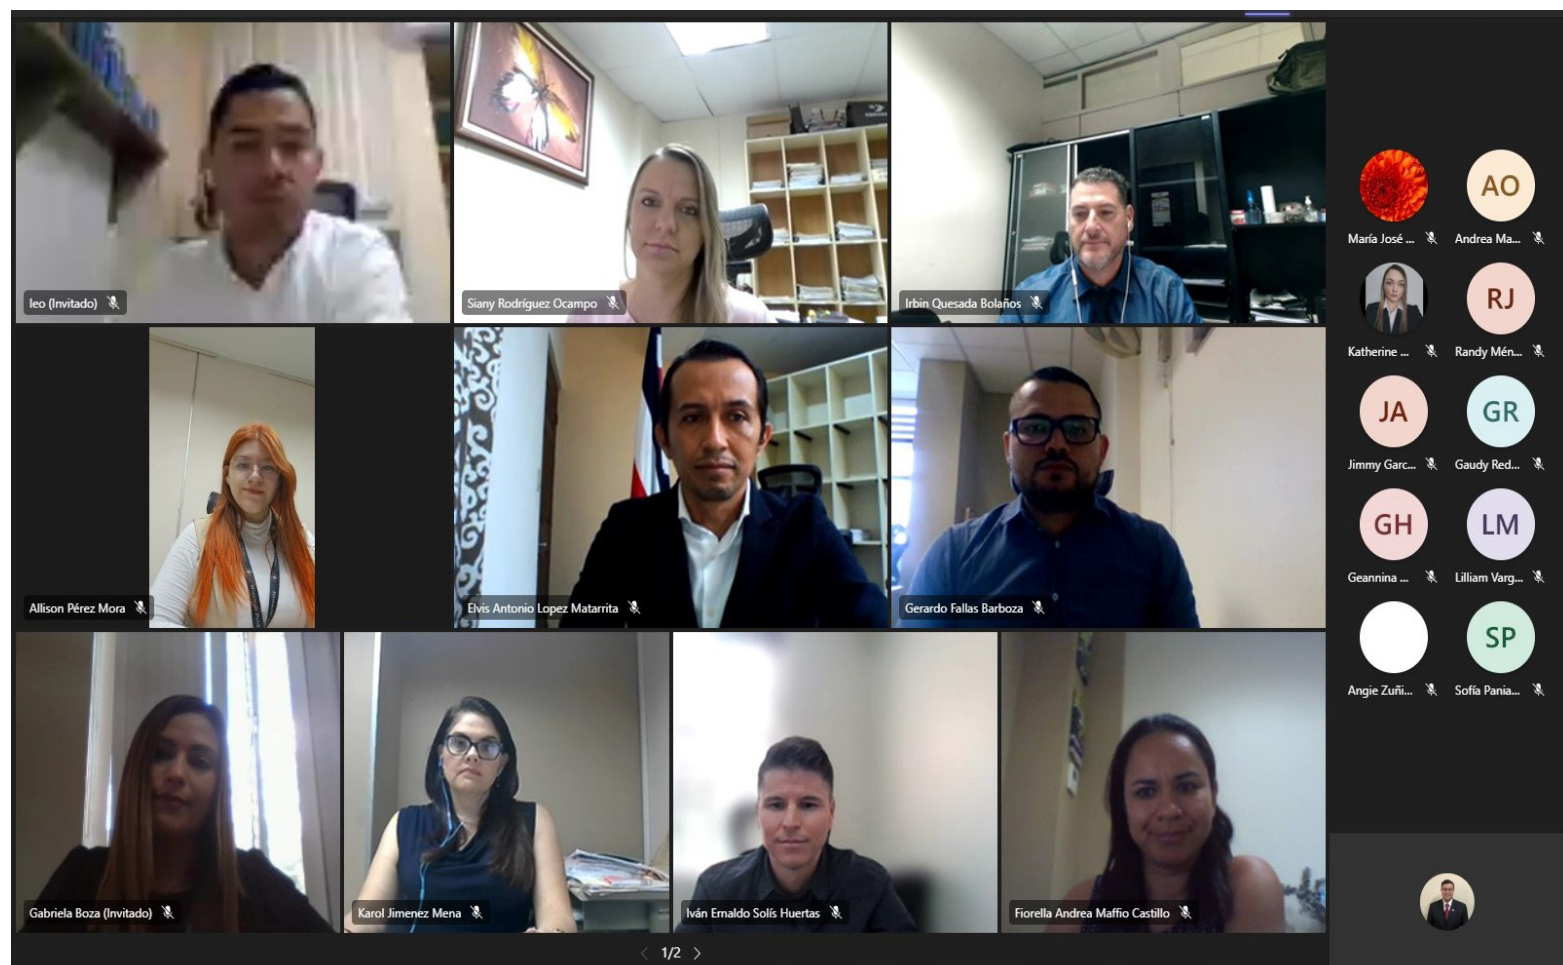 leo (Invitado)
Siany Rodríguez Ocampo
Irbin Quesada Bolaños
Allison Pérez Mora
Elvis Antonio Lopez Matarrita
Gerardo Fallas Barboza
Gabriela Boza (Invitado)
Karol Jimenez Mena
Iván Ernaldo Solís Huertas
Fiorella Andrea Maffio Castillo
1/2
María José ...
AO
Andrea Ma...
Katherine ...
RJ
Randy Mén...
JA
Jimmy Garc...
GR
Gaudy Red...
GH
Geannina ...
LM
Lilliam Varg...
Angie Zuñi...
SP
Sofía Pania...